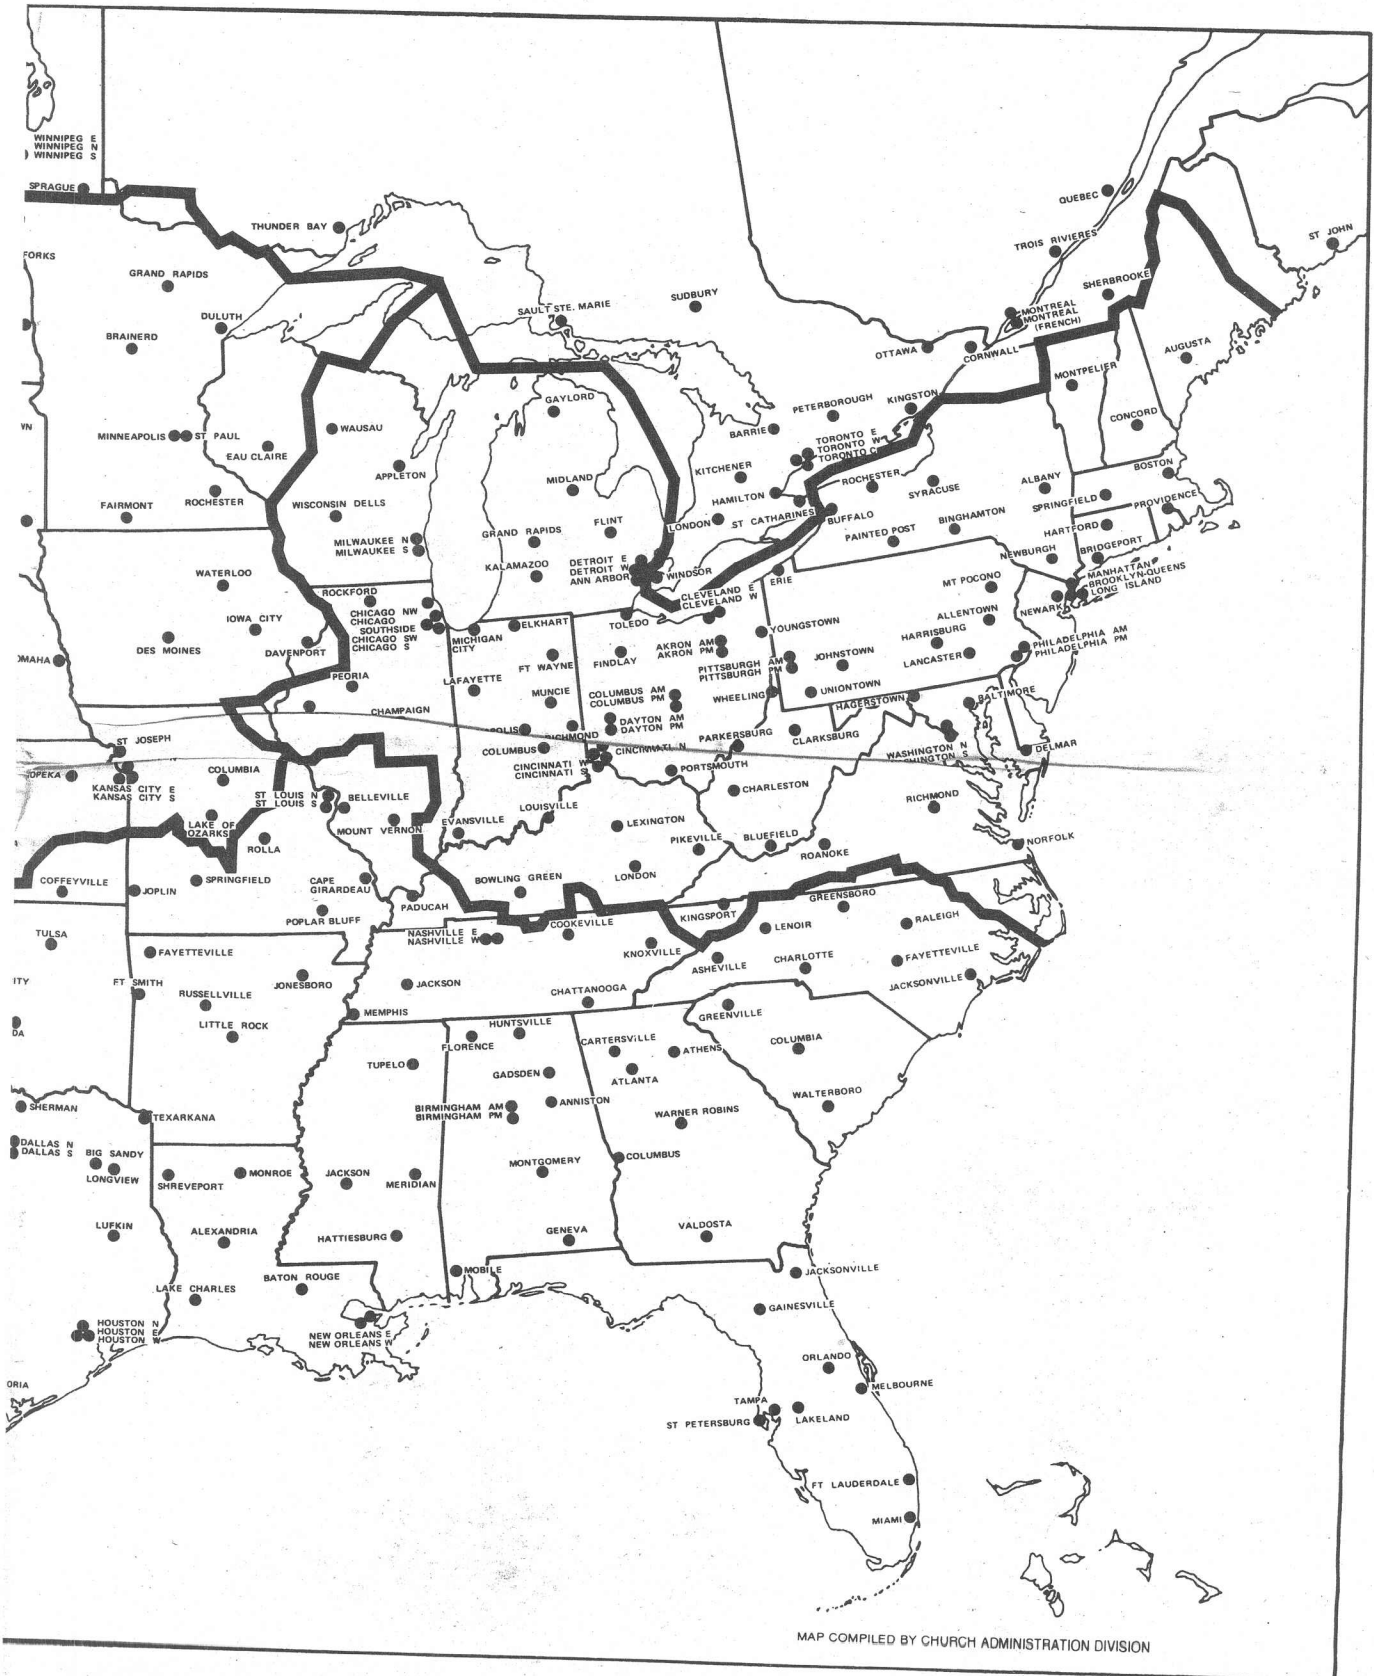 WINNIPEG E
WINNIPEG N
WINNIPEG S
SPRAGUE
THUNDER BAY
QUEBEC
TROIS RIVIERES
ST JOHN
FORKS
GRAND RAPIDS
SAULT STE. MARIE
SUDBURY
SHERBROOKE
DULUTH
MONTREAL
MONTREAL
(FRENCH)
BRAINERD
OTTAWA
CORNWALL
AUGUSTA
MONTPELIER
GAYLORD
PETERBOROUGH
KINGSTON
CONCORD
WN
MINNEAPOLIS
ST PAUL
WAUSAU
BARRIE
TORONTO E
TORONTO W
TORONTO C
EAU CLAIRE
APPLETON
KITCHENER
MIDLAND
ROCHESTER
SYRACUSE
ALBANY
BOSTON
FAIRMONT
ROCHESTER
WISCONSIN DELLS
HAMILTON
SPRINGFIELD
PROVIDENCE
GRAND RAPIDS
FLINT
LONDON
ST CATHARINES
BUFFALO
BINGHAMTON
HARTFORD
MILWAUKEE N
MILWAUKEE S
PAINTED POST
BRIDGEPORT
NEWBURGH
KALAMAZOO
DETROIT E
DETROIT W
ANN ARBOR
WINDSOR
ERIE
MT POCONO
MANHATTAN
BROOKLYN-QUEENS
LONG ISLAND
WATERLOO
ROCKFORD
CLEVELAND E
CLEVELAND W
NEWARK
IOWA CITY
CHICAGO NW
CHICAGO
SOUTHSIDE
CHICAGO SW
CHICAGO S
MICHIGAN
CITY
ELKHART
TOLEDO
YOUNGSTOWN
ALLENTOWN
HARRISBURG
PHILADELPHIA AM
PHILADELPHIA PM
DES MOINES
DAVENPORT
AKRON AM
AKRON PM
OMAHA
FT WAYNE
FINDLAY
PITTSBURGH AM
PITTSBURGH PM
JOHNSTOWN
LANCASTER
PEORIA
LAFAYETTE
MUNCIE
COLUMBUS AM
COLUMBUS PM
WHEELING
UNIONTOWN
HAGERSTOWN
BALTIMORE
CHAMPAIGN
POLIS
RICHMOND
DAYTON AM
DAYTON PM
PARKERSBURG
CLARKSBURG
ST JOSEPH
COLUMBUS
CINCINNATI N
CINCINNATI W
CINCINNATI S
PORTSMOUTH
WASHINGTON N
SHINGTON S
DELMAR
OPEKA
COLUMBIA
KANSAS CITY E
KANSAS CITY S
ST LOUIS N
ST LOUIS S
BELLEVILLE
CHARLESTON
RICHMOND
LAKE OF
OZARKS
MOUNT VERNON
EVANSVILLE
LOUISVILLE
LEXINGTON
PIKEVILLE
BLUEFIELD
ROANOKE
NORFOLK
ROLLA
COFFEYVILLE
JOPLIN
SPRINGFIELD
CAPE
GIRARDEAU
BOWLING GREEN
LONDON
POPLAR BLUFF
PADUCAH
KINGSPORT
GREENSBORO
TULSA
NASHVILLE E
NASHVILLE W
COOKEVILLE
LENOIR
RALEIGH
FAYETTEVILLE
KNOXVILLE
ASHEVILLE
CHARLOTTE
FAYETTEVILLE
ITY
FT SMITH
JONESBORO
JACKSON
JACKSONVILLE
RUSSELLVILLE
CHATTANOOGA
MEMPHIS
GREENVILLE
DA
LITTLE ROCK
HUNTSVILLE
FLORENCE
CARTERSVILLE
ATHENS
COLUMBIA
TUPELO
GADSDEN
ATLANTA
SHERMAN
TEXARKANA
BIRMINGHAM AM
BIRMINGHAM PM
ANNISTON
WARNER ROBINS
WALTERBORO
DALLAS N
DALLAS S
BIG SANDY
LONGVIEW
SHREVEPORT
MONROE
JACKSON
MERIDIAN
MONTGOMERY
COLUMBUS
LUFKIN
ALEXANDRIA
HATTIESBURG
GENEVA
VALDOSTA
LAKE CHARLES
BATON ROUGE
MOBILE
JACKSONVILLE
HOUSTON N
HOUSTON E
HOUSTON W
NEW ORLEANS E
NEW ORLEANS W
GAINESVILLE
ORIA
ORLANDO
MELBOURNE
TAMPA
ST PETERSBURG
LAKELAND
FT LAUDERDALE
MIAMI
MAP COMPILED BY CHURCH ADMINISTRATION DIVISION